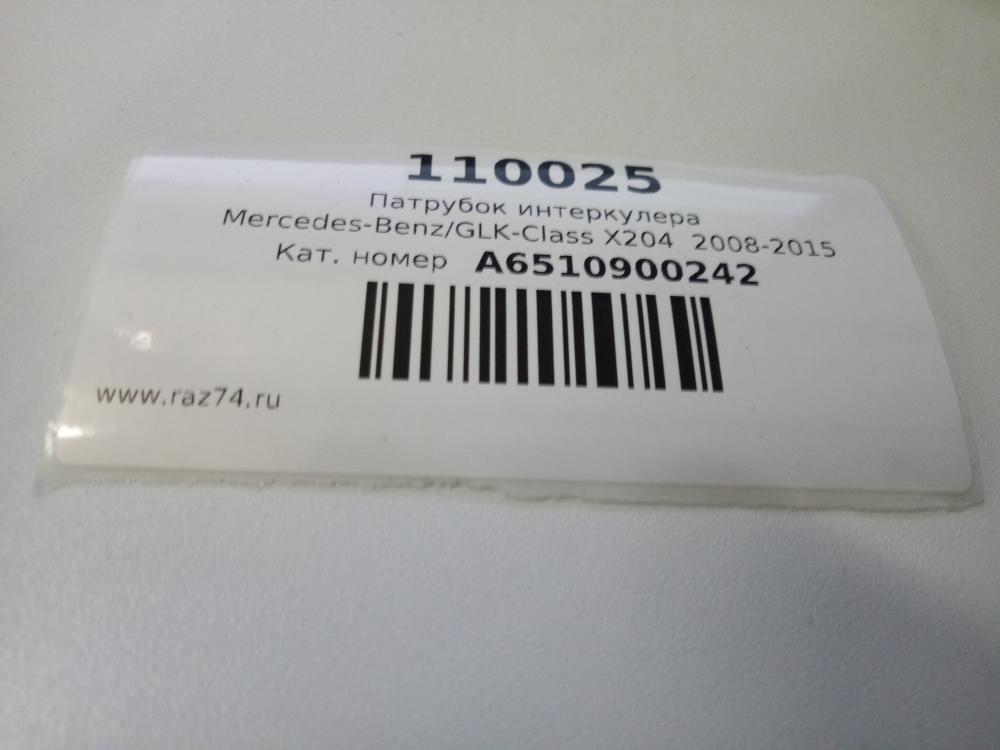 110025
Патрубок интеркулера
Mercedes-Benz/GLK-Class X204 2008-2015
Кат. номер A6510900242
www.raz74.ru